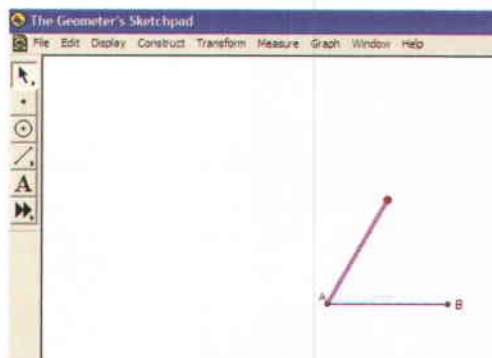 The Geometer's Sketchpad
File Edit Display Construct Transform Measure Graph Window Help
A
A B